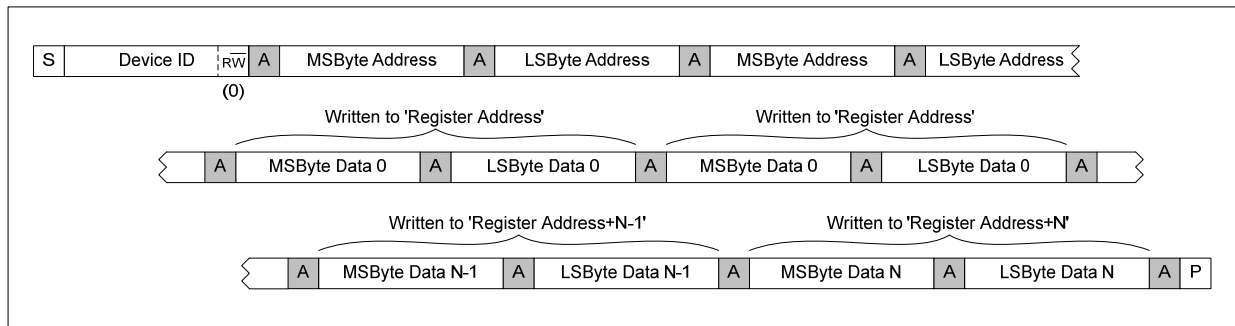 S Device ID RW A MSByte Address A LSByte Address A MSByte Address A LSByte Address
(0)
Written to 'Register Address' Written to 'Register Address'
A MSByte Data 0 A LSByte Data 0 A MSByte Data 0 A LSByte Data 0 A
Written to 'Register Address+N-1' Written to 'Register Address+N'
A MSByte Data N-1 A LSByte Data N-1 A MSByte Data N A LSByte Data N A P